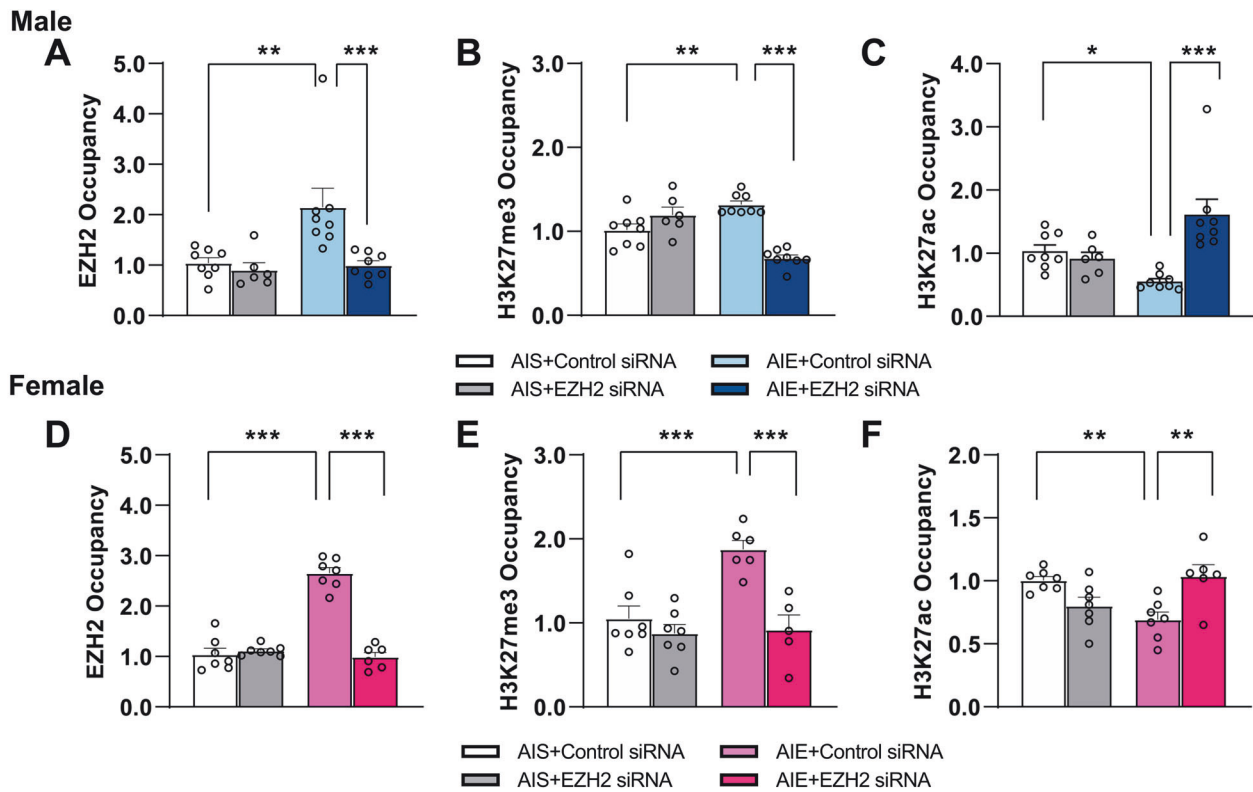 Male
A
B
C
EZH2 Occupancy
5.0
4.0
3.0
2.0
1.0
0.0
** ***
H3K27me3 Occupancy
3.0
2.0
1.0
0.0
** ***
H3K27ac Occupancy
4.0
3.0
2.0
1.0
0.0
* ***
AIS+Control siRNA
AIE+Control siRNA
AIS+EZH2 siRNA
AIE+EZH2 siRNA
Female
D
E
F
EZH2 Occupancy
5.0
4.0
3.0
2.0
1.0
0.0
*** ***
H3K27me3 Occupancy
3.0
2.0
1.0
0.0
*** ***
H3K27ac Occupancy
2.0
1.5
1.0
0.5
0.0
** **
AIS+Control siRNA
AIE+Control siRNA
AIS+EZH2 siRNA
AIE+EZH2 siRNA